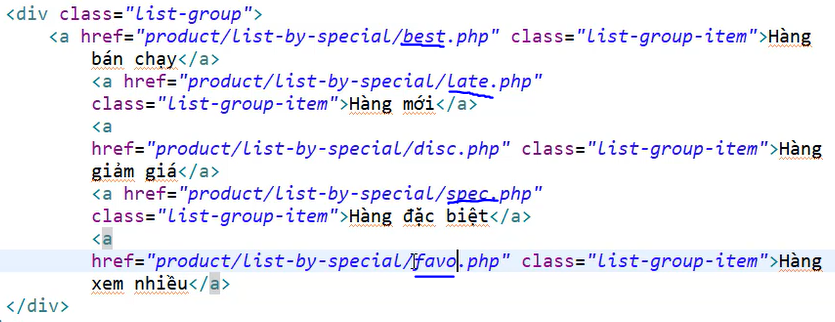 <div class="list-group">
<a href="product/list-by-special/best.php" class="list-group-item">Hàng
bán chạy</a>
<a href="product/list-by-special/late.php"
class="list-group-item">Hàng mới</a>
<a
href="product/list-by-special/disc.php" class="list-group-item">Hàng
giảm giá</a>
<a href="product/list-by-special/spec.php"
class="list-group-item">Hàng đặc biệt</a>
<a
href="product/list-by-special/favo.php" class="list-group-item">Hàng
xem nhiều</a>
</div>